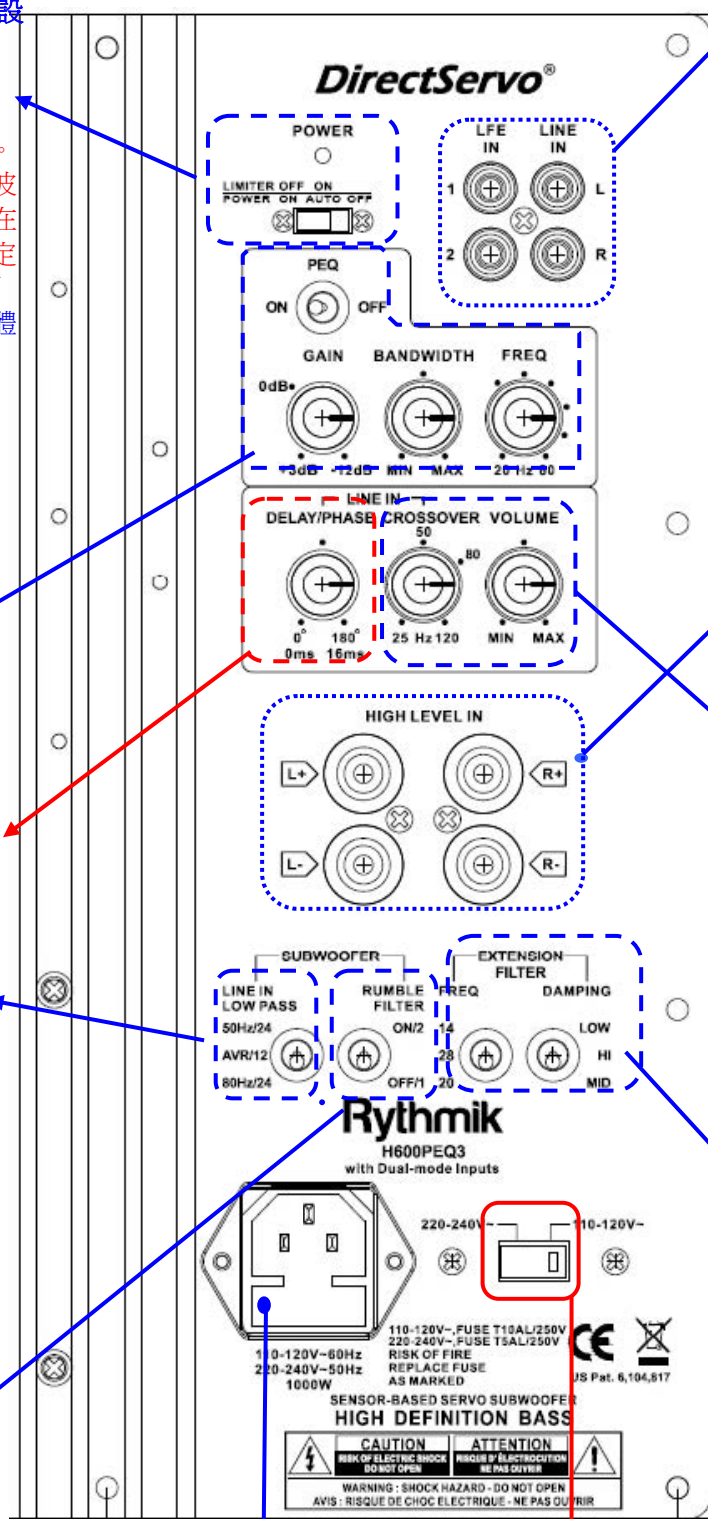 設
。
波
在
定
體
DirectServo®
POWER
LIMITER OFF ON
POWER ON AUTO OFF
LFE IN
LINE IN
1
L
2
R
PEQ
ON
OFF
GAIN
BANDWIDTH
FREQ
0dB
+3dB -12dB
MIN MAX
20 Hz 80
LINE IN
DELAY/PHASE
CROSSOVER
VOLUME
50
80
0° 180°
0ms 16ms
25 Hz 120
MIN MAX
HIGH LEVEL IN
L+
R+
L-
R-
SUBWOOFER
EXTENSION FILTER
LINE IN LOW PASS
RUMBLE FILTER
FREQ
DAMPING
50Hz/24
ON/2
14
LOW
AVR/12
28
HI
80Hz/24
OFF/1
20
MID
Rythmik
H600PEQ3
with Dual-mode Inputs
220-240V~
110-120V~
110-120V~60Hz
220-240V~50Hz
1000W
110-120V~,FUSE T10AL/250V
220-240V~,FUSE T5AL/250V
RISK OF FIRE
REPLACE FUSE
AS MARKED
CE
US Pat. 6,104,817
SENSOR-BASED SERVO SUBWOOFER
HIGH DEFINITION BASS
CAUTION
RISK OF ELECTRIC SHOCK
DO NOT OPEN
ATTENTION
RISQUE D'ÉLECTROCUTION
NE PAS OUVRIR
WARNING : SHOCK HAZARD - DO NOT OPEN
AVIS : RISQUE DE CHOC ELECTRIQUE - NE PAS OUVRIR